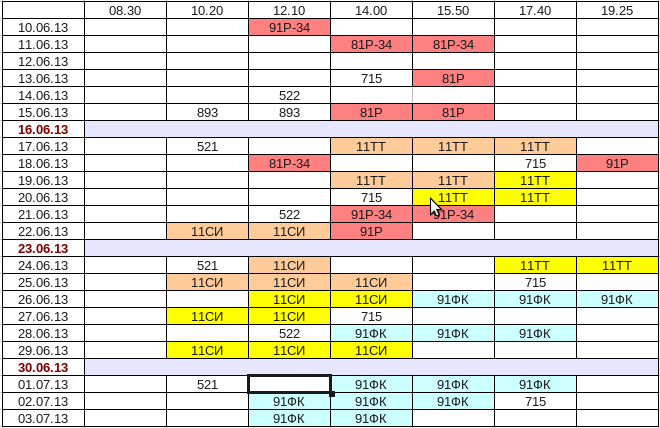 08.30 10.20 12.10 14.00 15.50 17.40 19.25
10.06.13 91Р-34
11.06.13 81Р-34 81Р-34
12.06.13
13.06.13 715 81Р
14.06.13 522
15.06.13 893 893 81Р 81Р
16.06.13
17.06.13 521 11ТТ 11ТТ 11ТТ
18.06.13 81Р-34 715 91Р
19.06.13 11ТТ 11ТТ 11ТТ
20.06.13 715 11ТТ 11ТТ
21.06.13 522 91Р-34 91Р-34
22.06.13 11СИ 11СИ 91Р
23.06.13
24.06.13 521 11СИ 11ТТ 11ТТ
25.06.13 11СИ 11СИ 11СИ 715
26.06.13 11СИ 11СИ 91ФК 91ФК 91ФК
27.06.13 11СИ 11СИ 715
28.06.13 522 91ФК 91ФК 91ФК
29.06.13 11СИ 11СИ 11СИ
30.06.13
01.07.13 521 91ФК 91ФК 91ФК
02.07.13 91ФК 91ФК 91ФК 715
03.07.13 91ФК 91ФК